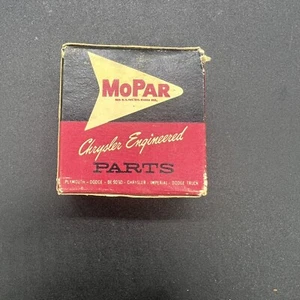 MOPAR
Chrysler Engineered
PARTS
PLYMOUTH - DODGE - DE SOTO - CHRYSLER - IMPERIAL - DODGE TRUCK